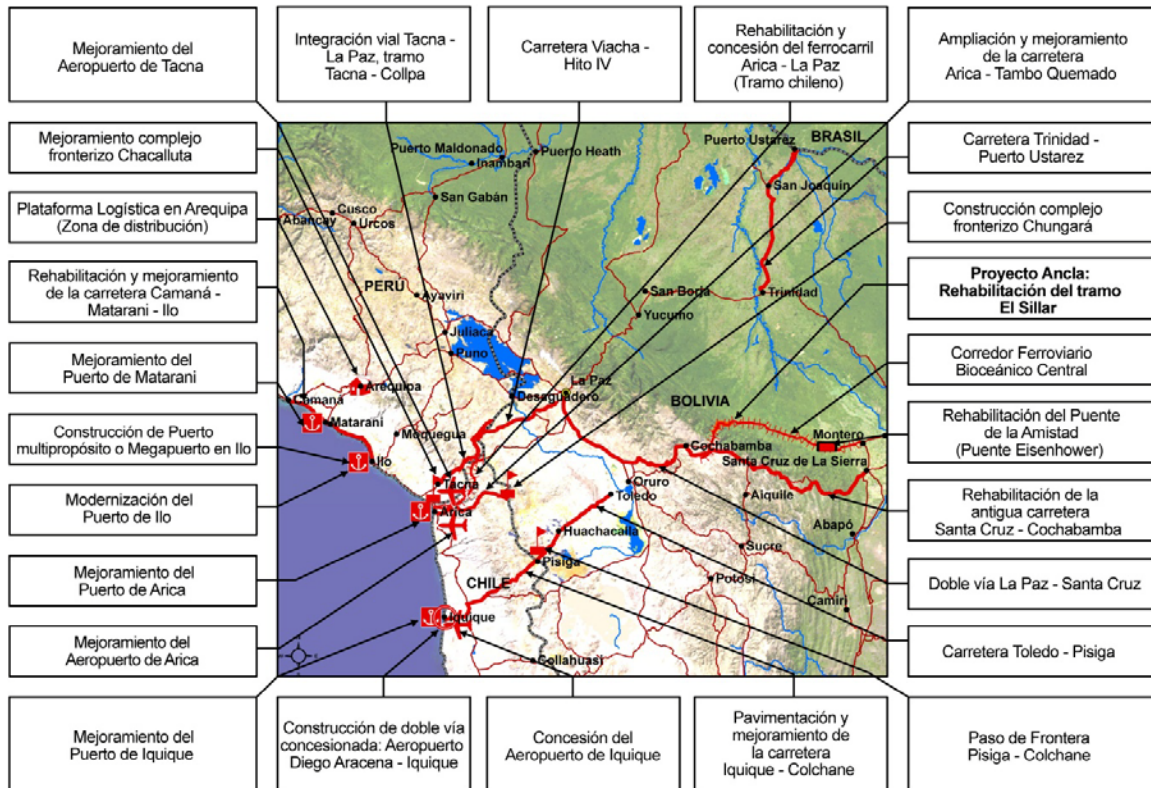 Mejoramiento del
Aeropuerto de Tacna
Integración vial Tacna -
La Paz, tramo
Tacna - Collpa
Carretera Viacha -
Hito IV
Rehabilitación y
concesión del ferrocarril
Arica - La Paz
(Tramo chileno)
Ampliación y mejoramiento
de la carretera
Arica - Tambo Quemado
Mejoramiento complejo
fronterizo Chacalluta
Plataforma Logística en Arequipa
(Zona de distribución)
Rehabilitación y mejoramiento
de la carretera Camaná -
Matarani - Ilo
Mejoramiento del
Puerto de Matarani
Construcción de Puerto
multipropósito o Megapuerto en Ilo
Modernización del
Puerto de Ilo
Mejoramiento del
Puerto de Arica
Mejoramiento del
Aeropuerto de Arica
BRASIL
Puerto Ustarez
Puerto Maldonado
Puerto Heath
Inambari
San Joaquín
San Gabán
Cusco
Abancay
Urcos
PERÚ
Ayaviri
San Borja
Trinidad
Yucumo
Juliaca
Puno
La Paz
Desaguadero
Arequipa
Camaná
BOLIVIA
Matarani
Moquegua
Cochabamba
Montero
Ilo
Santa Cruz de La Sierra
Tacna
Oruro
Toledo
Aiquile
Arica
Huachacalla
Abapó
Sucre
Pisiga
CHILE
Potosí
Camiri
Iquique
Collahuasi
Carretera Trinidad -
Puerto Ustarez
Construcción complejo
fronterizo Chungará
Proyecto Ancla:
Rehabilitación del tramo
El Sillar
Corredor Ferroviario
Bioceánico Central
Rehabilitación del Puente
de la Amistad
(Puente Eisenhower)
Rehabilitación de la
antigua carretera
Santa Cruz - Cochabamba
Doble vía La Paz - Santa Cruz
Carretera Toledo - Pisiga
Mejoramiento del
Puerto de Iquique
Construcción de doble vía
concesionada: Aeropuerto
Diego Aracena - Iquique
Concesión del
Aeropuerto de Iquique
Pavimentación y
mejoramiento de
la carretera
Iquique - Colchane
Paso de Frontera
Pisiga - Colchane